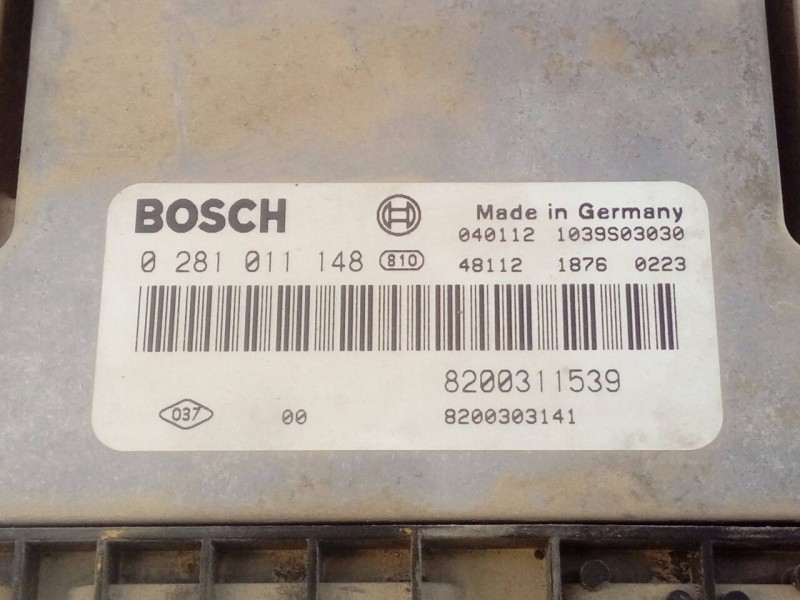 BOSCH
Made in Germany
040112 1039S03030
0 281 011 148 810
48112 1876 0223
8200311539
037 00
8200303141